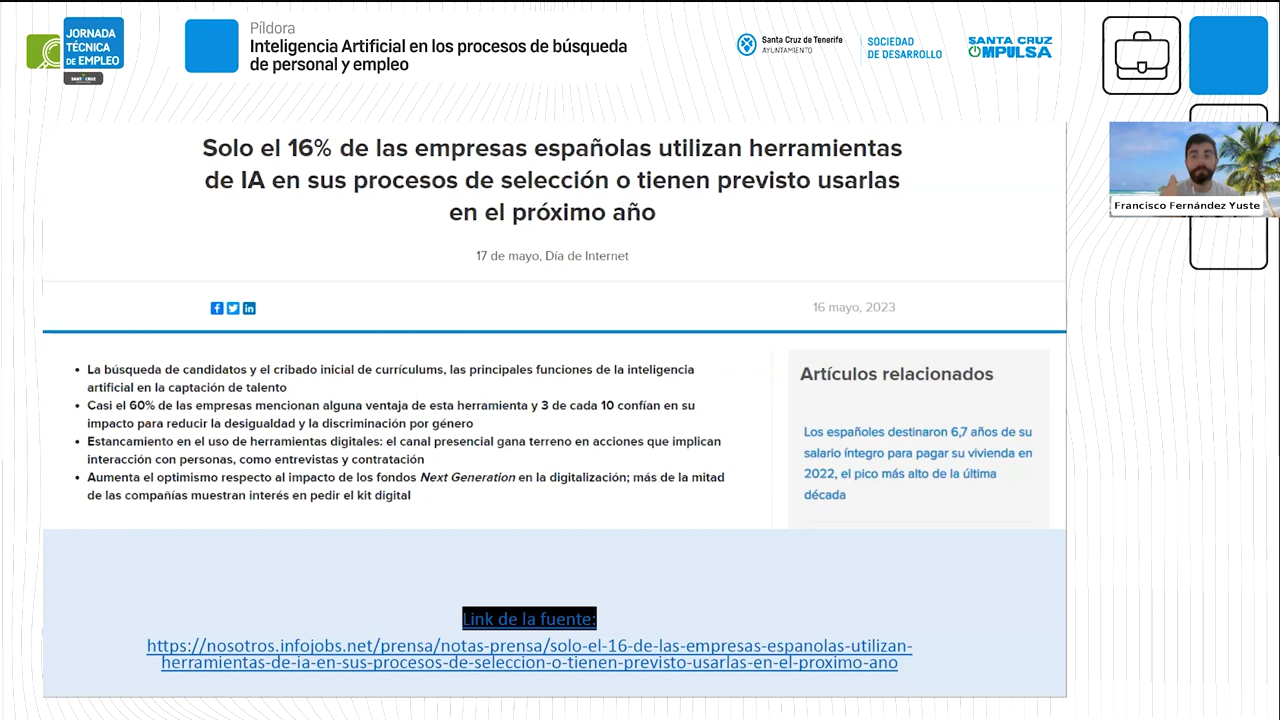 JORNADA
TÉCNICA
DE EMPLEO
SANTACRUZ
Píldora
Inteligencia Artificial en los procesos de búsqueda
de personal y empleo
Santa Cruz de Tenerife
AYUNTAMIENTO
SOCIEDAD
DE DESARROLLO
SANTA CRUZ
OMPULSA
Solo el 16% de las empresas españolas utilizan herramientas
de IA en sus procesos de selección o tienen previsto usarlas
en el próximo año
17 de mayo, Día de Internet
16 mayo, 2023
Francisco Fernández Yuste
• La búsqueda de candidatos y el cribado inicial de currículums, las principales funciones de la inteligencia
artificial en la captación de talento
• Casi el 60% de las empresas mencionan alguna ventaja de esta herramienta y 3 de cada 10 confían en su
impacto para reducir la desigualdad y la discriminación por género
• Estancamiento en el uso de herramientas digitales: el canal presencial gana terreno en acciones que implican
interacción con personas, como entrevistas y contratación
• Aumenta el optimismo respecto al impacto de los fondos Next Generation en la digitalización; más de la mitad
de las compañías muestran interés en pedir el kit digital
Artículos relacionados
Los españoles destinaron 6,7 años de su
salario íntegro para pagar su vivienda en
2022, el pico más alto de la última
década
Link de la fuente:
https://nosotros.infojobs.net/prensa/notas-prensa/solo-el-16-de-las-empresas-espanolas-utilizan-
herramientas-de-ia-en-sus-procesos-de-seleccion-o-tienen-previsto-usarlas-en-el-proximo-ano